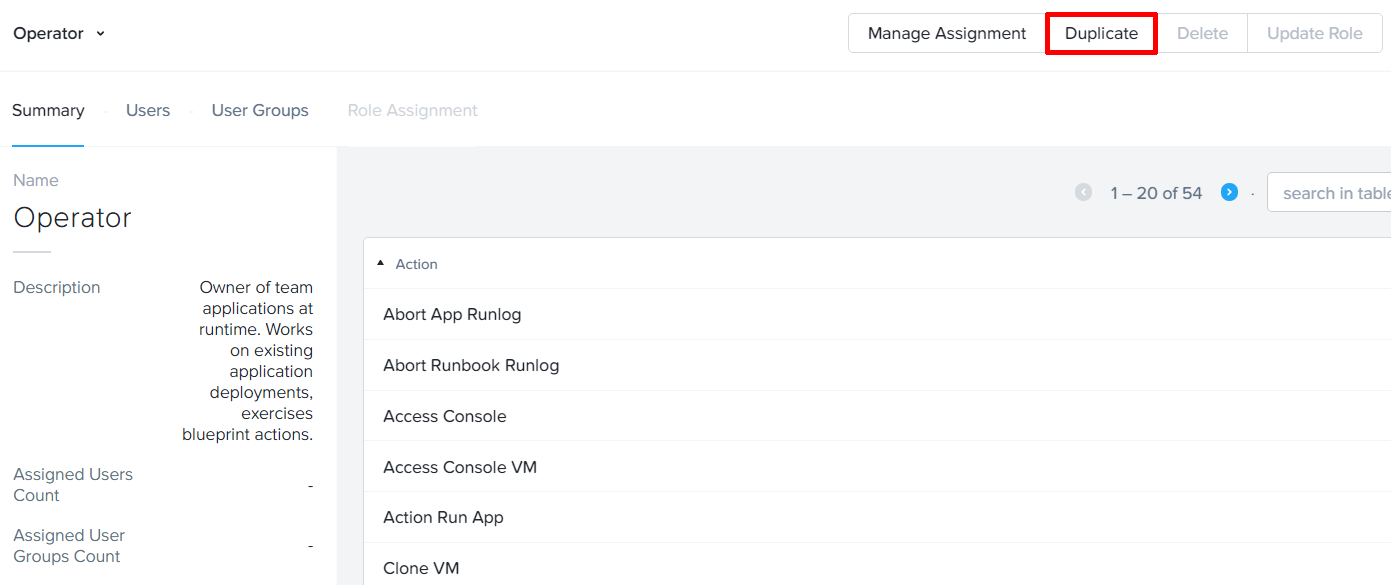 Operator
Manage Assignment
Duplicate
Delete
Update Role
Summary
Users
User Groups
Role Assignment
Name
Operator
Description
Owner of team
applications at
runtime. Works
on existing
application
deployments,
exercises
blueprint actions.
Assigned Users
Count
-
Assigned User
Groups Count
-
1 – 20 of 54
search in table
Action
Abort App Runlog
Abort Runbook Runlog
Access Console
Access Console VM
Action Run App
Clone VM